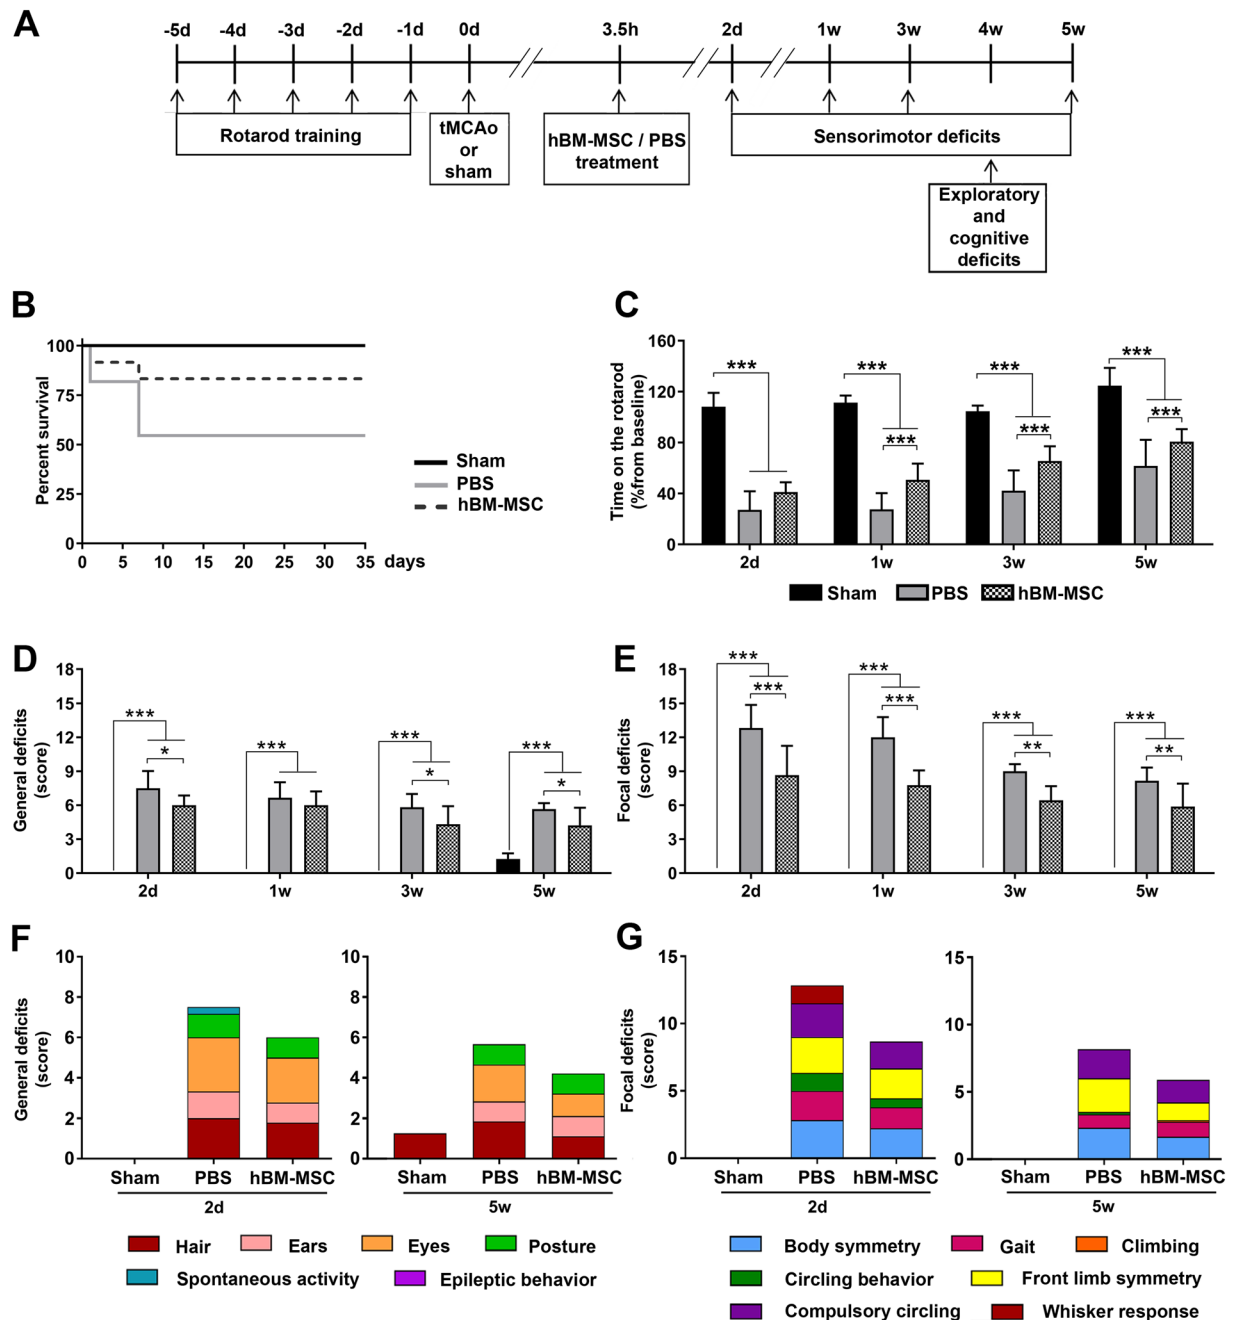 A
-5d -4d -3d -2d -1d 0d 3.5h 2d 1w 3w 4w 5w
Rotarod training
tMCAo
or
sham
hBM-MSC / PBS
treatment
Sensorimotor deficits
Exploratory
and
cognitive
deficits
B
Percent survival
100
75
50
25
0
0 5 10 15 20 25 30 35 days
Sham
PBS
hBM-MSC
C
Time on the rotarod
(%from baseline)
160
120
80
40
0
*** *** *** ***
*** *** ***
2d 1w 3w 5w
Sham PBS hBM-MSC
D
General deficits
(score)
18
15
12
9
6
3
0
*** *** *** ***
* * *
2d 1w 3w 5w
E
Focal deficits
(score)
18
15
12
9
6
3
0
*** *** *** ***
*** *** ** **
2d 1w 3w 5w
F
General deficits
(score)
10
8
6
4
2
0
Sham PBS hBM-MSC
2d
10
8
6
4
2
0
Sham PBS hBM-MSC
5w
Hair Ears Eyes Posture
Spontaneous activity Epileptic behavior
G
Focal deficits
(score)
15
10
5
0
Sham PBS hBM-MSC
2d
15
10
5
0
Sham PBS hBM-MSC
5w
Body symmetry Gait Climbing
Circling behavior Front limb symmetry
Compulsory circling Whisker response